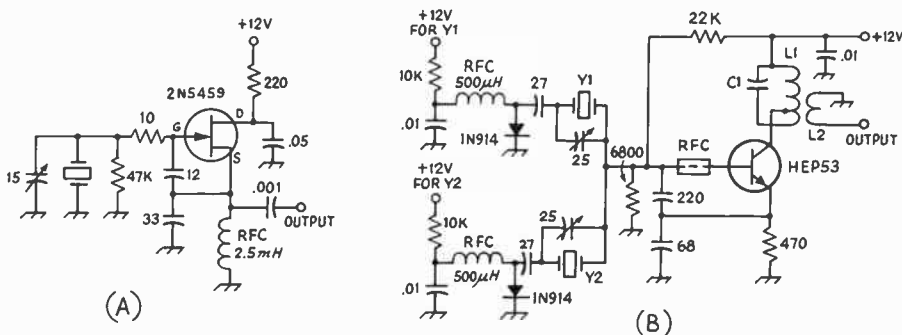 +12V
220
2N5459
10
G
D
S
.05
15
47K
12
33
.001
OUTPUT
RFC
2.5mH
(A)
+12V
FOR Y1
10K
RFC
500µH
27
Y1
.01
1N914
25
+12V
FOR Y2
10K
RFC
500µH
27
25
Y2
.01
1N914
6800
22K
RFC
220
68
470
HEP53
C1
L1
L2
+12V
.01
OUTPUT
(B)